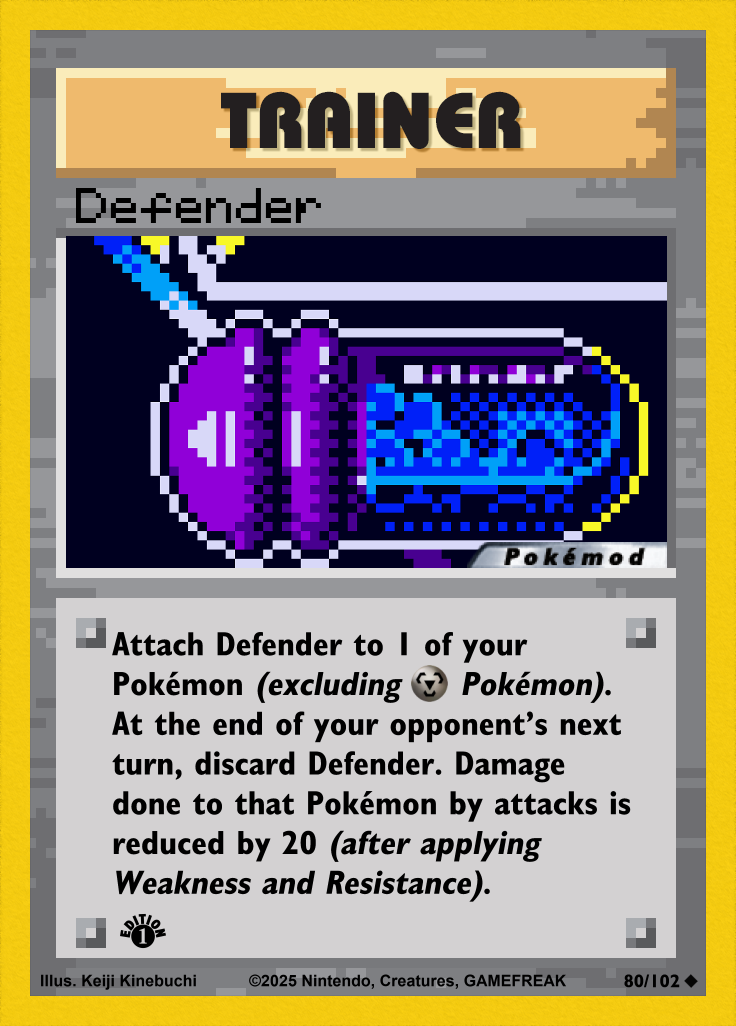 TRAINER
Defender
Pokémod
Attach Defender to 1 of your
Pokémon (excluding Pokémon).
At the end of your opponent's next
turn, discard Defender. Damage
done to that Pokémon by attacks is
reduced by 20 (after applying
Weakness and Resistance).
EDITION
1
Illus. Keiji Kinebuchi ©2025 Nintendo, Creatures, GAMEFREAK 80/102 ◆